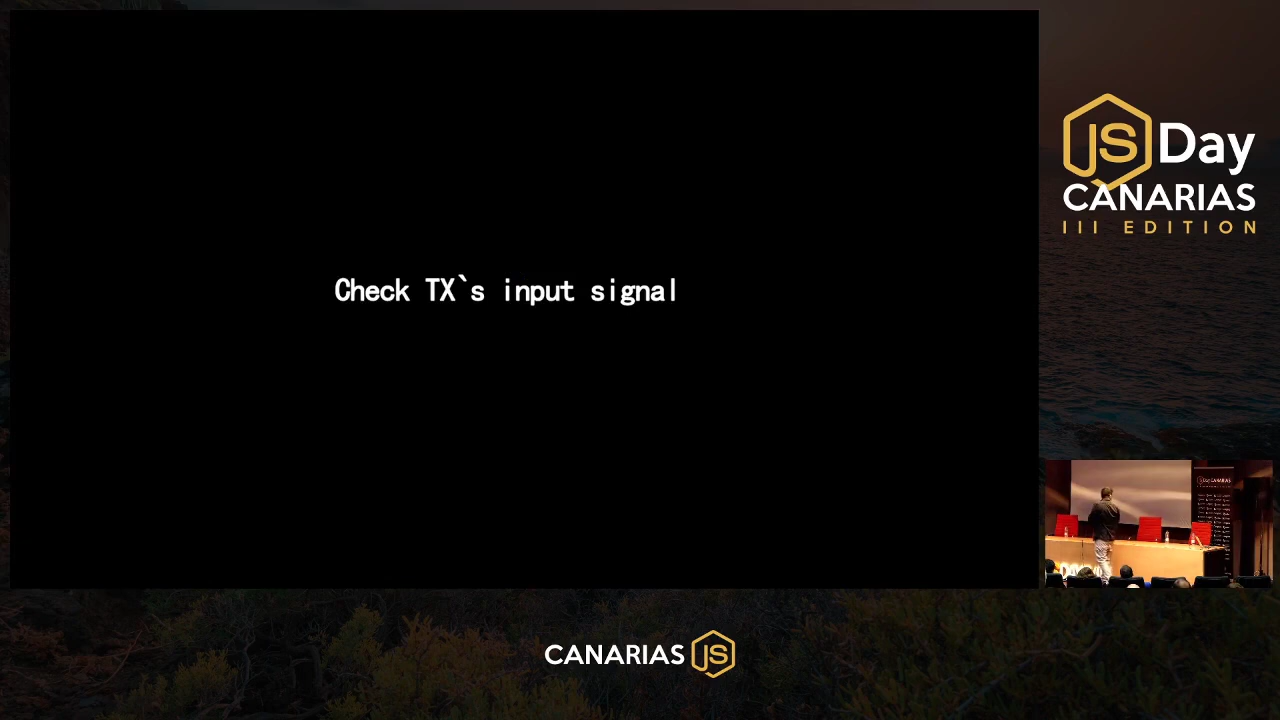 Check TX`s input signal
JS Day
CANARIAS
III EDITION
CANARIAS JS